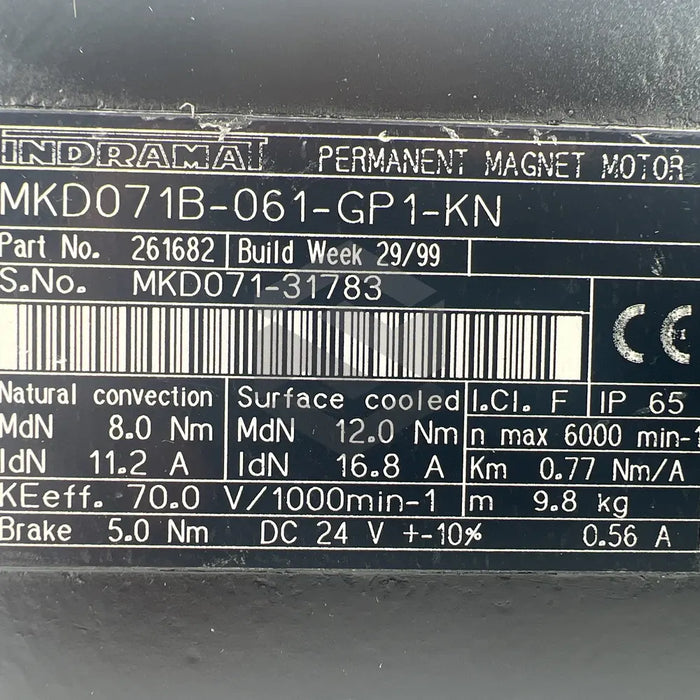 INDRAMAT PERMANENT MAGNET MOTOR
MKD071B-061-GP1-KN
Part No. 261682 Build Week 29/99
S.No. MKD071-31783
CE
Natural convection Surface cooled I.Cl. F IP 65
MdN 8.0 Nm MdN 12.0 Nm n max 6000 min-1
IdN 11.2 A IdN 16.8 A Km 0.77 Nm/A
KEeff. 70.0 V/1000min-1 m 9.8 kg
Brake 5.0 Nm DC 24 V +-10% 0.56 A